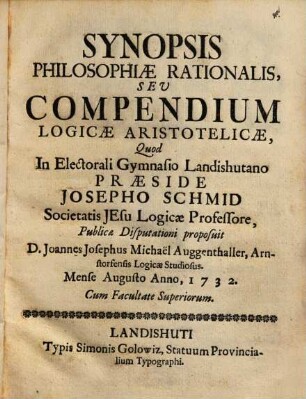 SYNOPSIS
PHILOSOPHIÆ RATIONALIS,
SEV
COMPENDIUM
LOGICÆ ARISTOTELICÆ,
Quod
In Electorali Gymnasio Landishutano
PRÆSIDE
JOSEPHO SCHMID
Societatis JEsu Logicæ Professore,
Publicæ Disputationi proposuit
D. Joannes Josephus Michaël Auggenthaller, Arn-
storfensis Logicæ Studiosus.
Mense Augusto Anno, 1732.
Cum Facultate Superiorum.
LANDISHUTI
Typis Simonis Golowiz, Statuum Provincia-
lium Typographi.